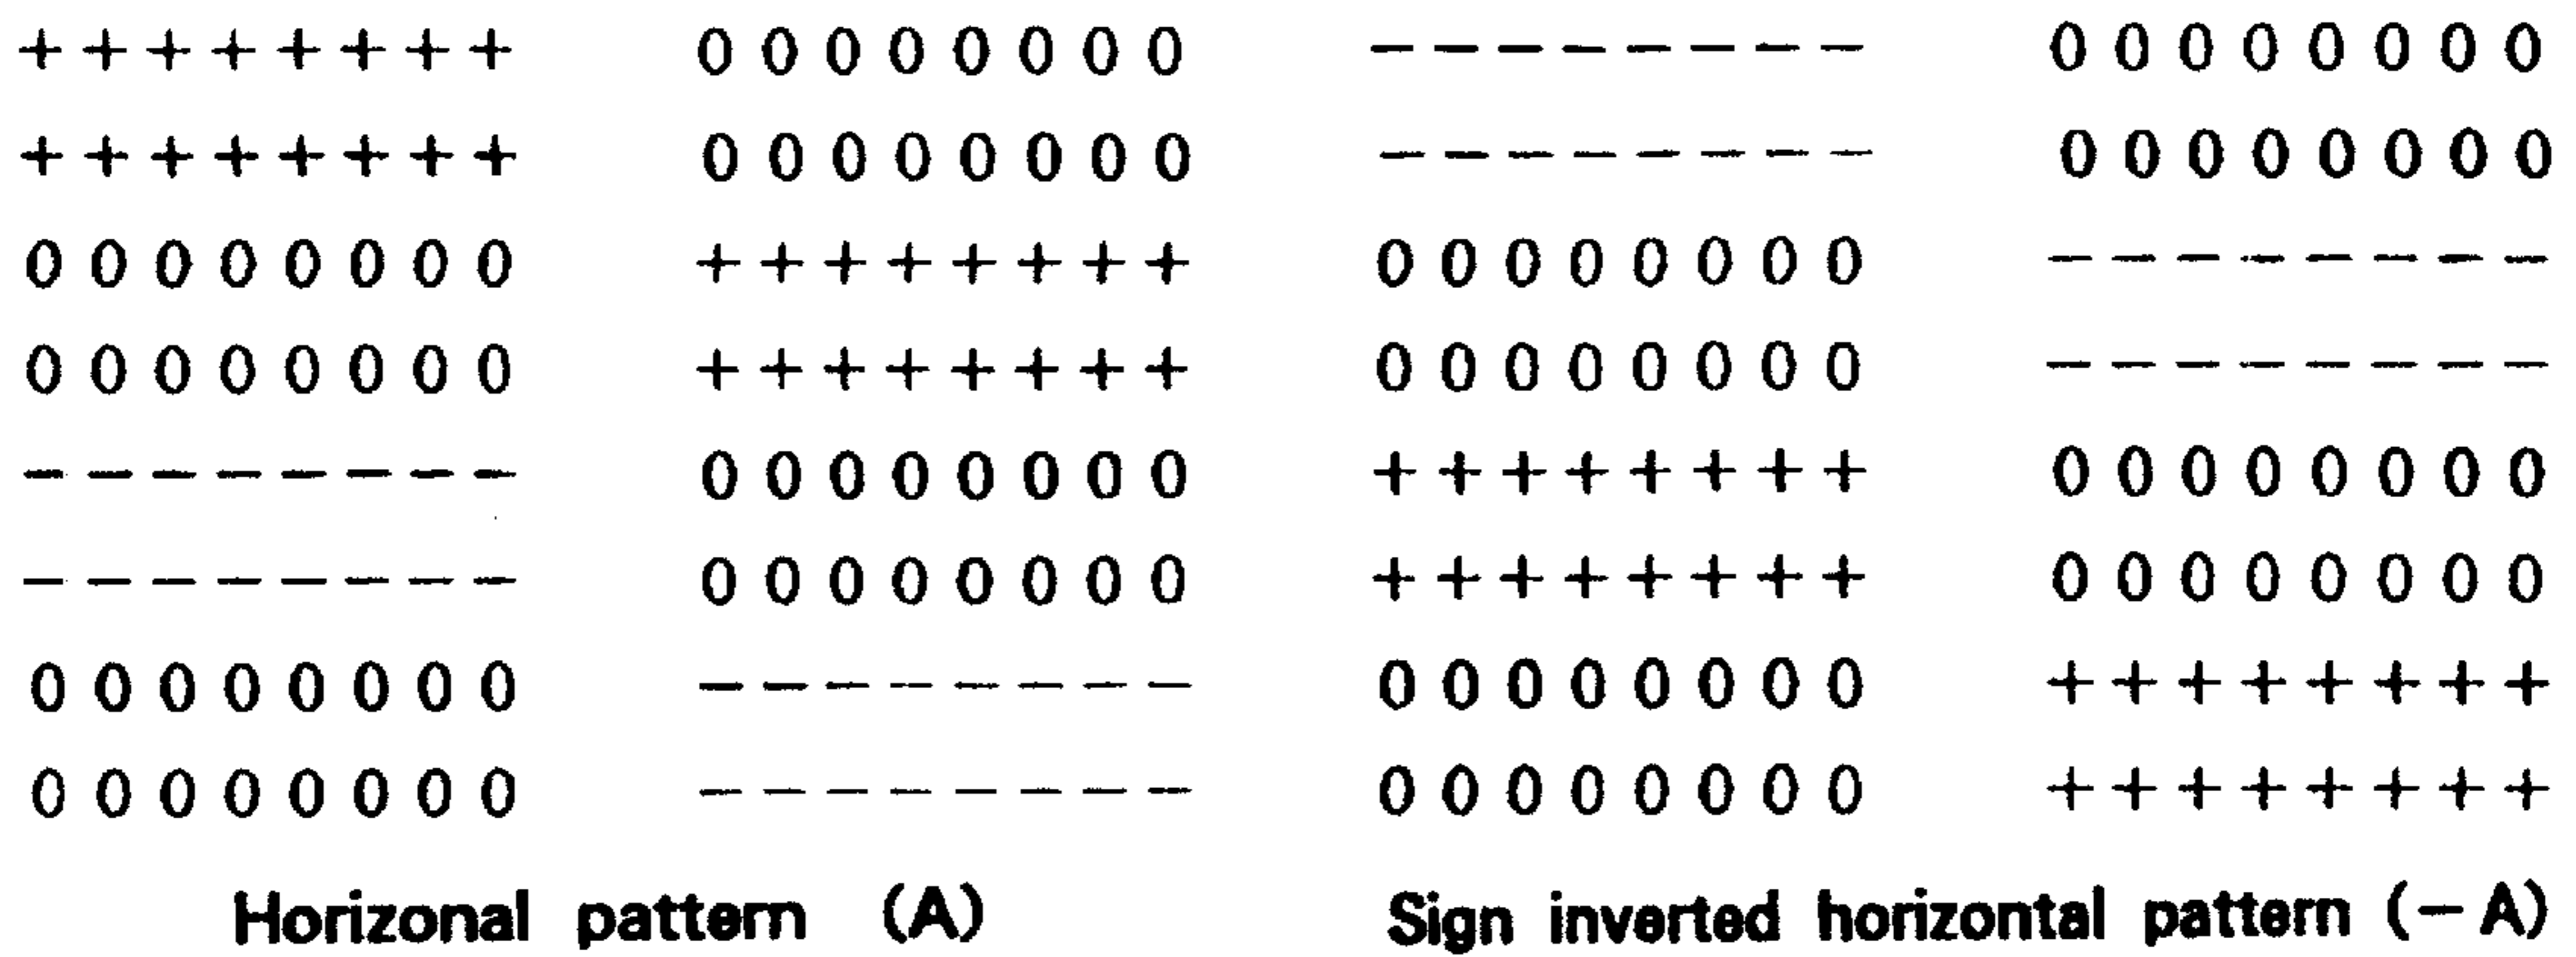 + + + + + + + + 0 0 0 0 0 0 0 0 - - - - - - - - 0 0 0 0 0 0 0 0
+ + + + + + + + 0 0 0 0 0 0 0 0 - - - - - - - - 0 0 0 0 0 0 0 0
0 0 0 0 0 0 0 0 + + + + + + + + 0 0 0 0 0 0 0 0 - - - - - - - -
0 0 0 0 0 0 0 0 + + + + + + + + 0 0 0 0 0 0 0 0 - - - - - - - -
- - - - - - - - 0 0 0 0 0 0 0 0 + + + + + + + + 0 0 0 0 0 0 0 0
- - - - - - - - 0 0 0 0 0 0 0 0 + + + + + + + + 0 0 0 0 0 0 0 0
0 0 0 0 0 0 0 0 - - - - - - - - 0 0 0 0 0 0 0 0 + + + + + + + +
0 0 0 0 0 0 0 0 - - - - - - - - 0 0 0 0 0 0 0 0 + + + + + + + +
Horizonal pattern (A) Sign inverted horizontal pattern (-A)